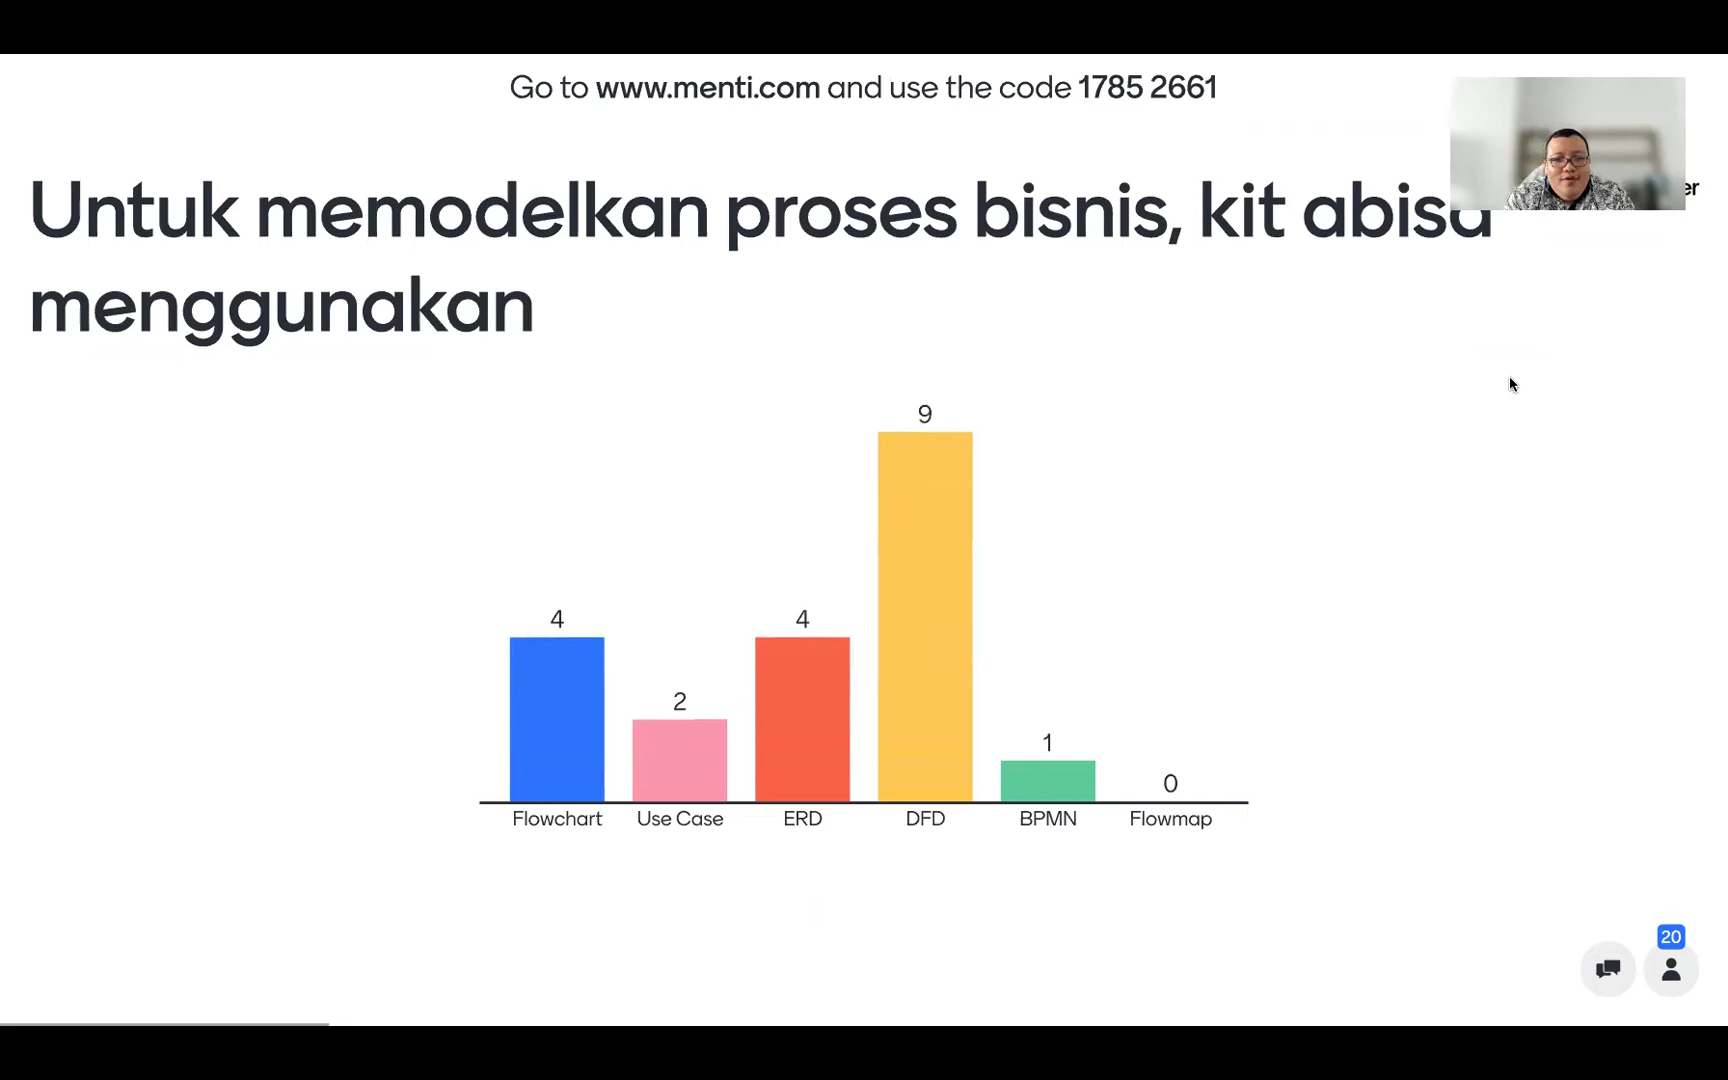 Go to www.menti.com and use the code 1785 2661
Untuk memodelkan proses bisnis, kit abisa
menggunakan
9
4
4
2
1
0
Flowchart Use Case ERD DFD BPMN Flowmap
20